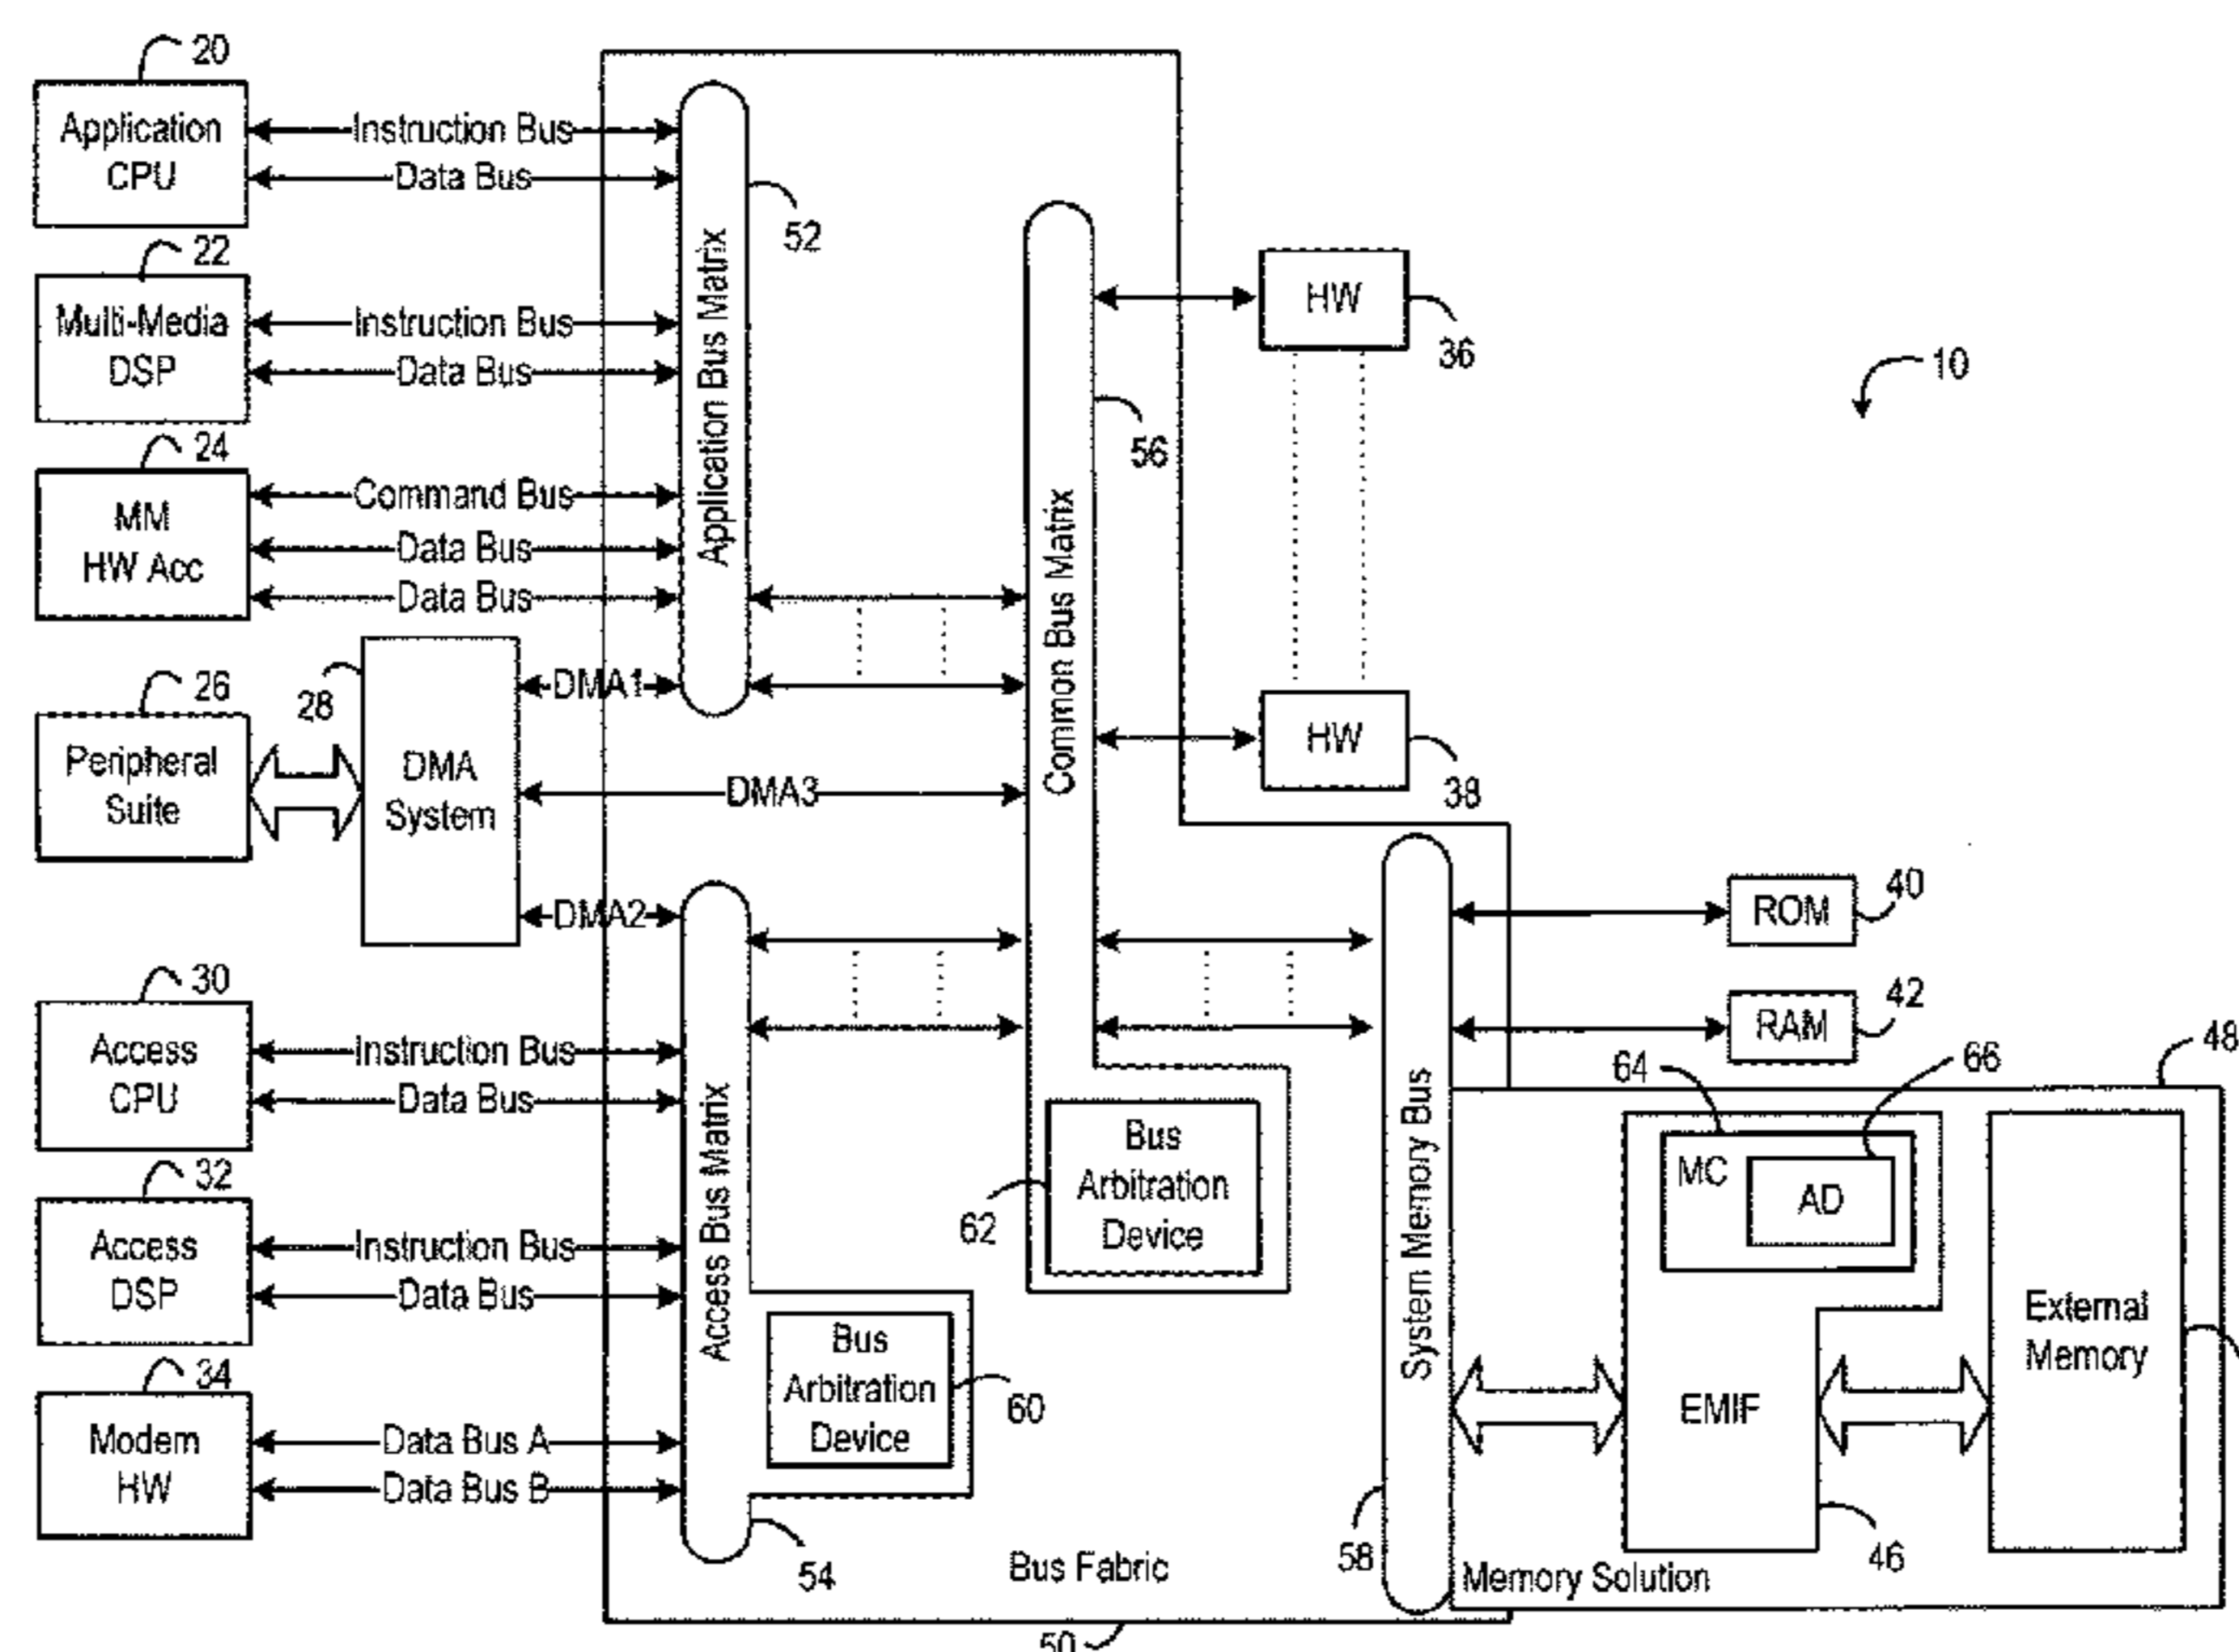 20
Application
CPU
Instruction Bus
Data Bus
22
Multi-Media
DSP
Instruction Bus
Data Bus
24
MM
HW Acc
Command Bus
Data Bus
Data Bus
26
Peripheral
Suite
28
DMA
System
DMA1
DMA3
DMA2
30
Access
CPU
Instruction Bus
Data Bus
32
Access
DSP
Instruction Bus
Data Bus
34
Modem
HW
Data Bus A
Data Bus B
Application Bus Matrix
52
Access Bus Matrix
54
Bus
Arbitration
Device
60
Common Bus Matrix
56
Bus
Arbitration
Device
62
HW
36
HW
38
10
System Memory Bus
58
ROM
40
RAM
42
48
64
66
MC
AD
EMIF
46
External
Memory
Memory Solution
Bus Fabric
50